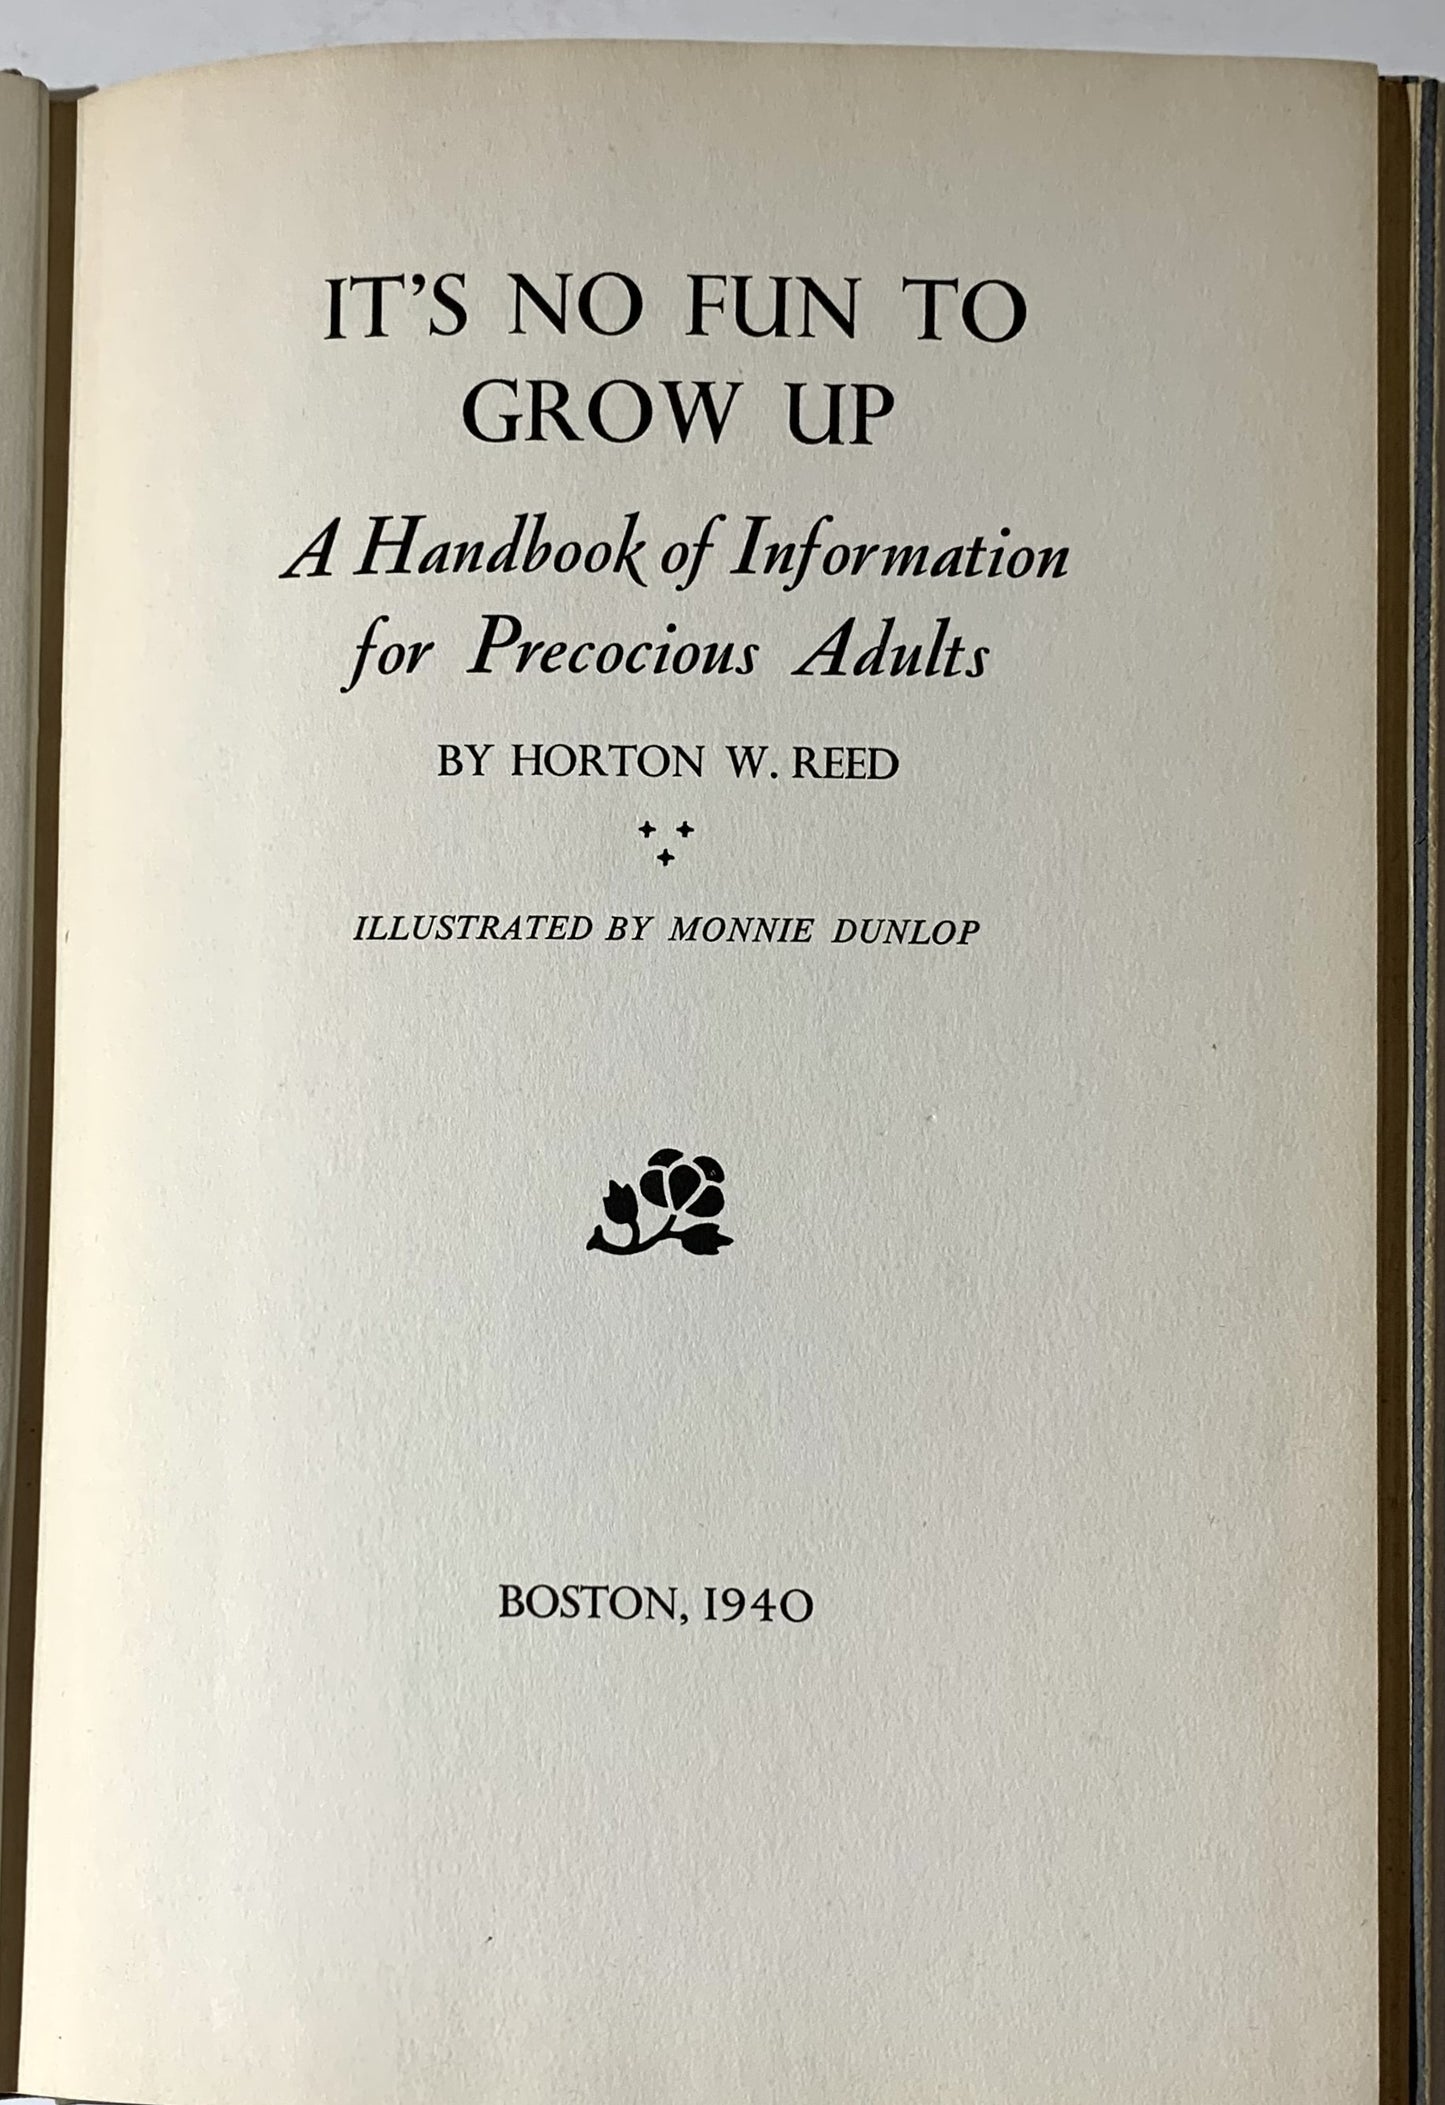 IT'S NO FUN TO
GROW UP
A Handbook of Information
for Precocious Adults
BY HORTON W. REED
ILLUSTRATED BY MONNIE DUNLOP
BOSTON, 1940